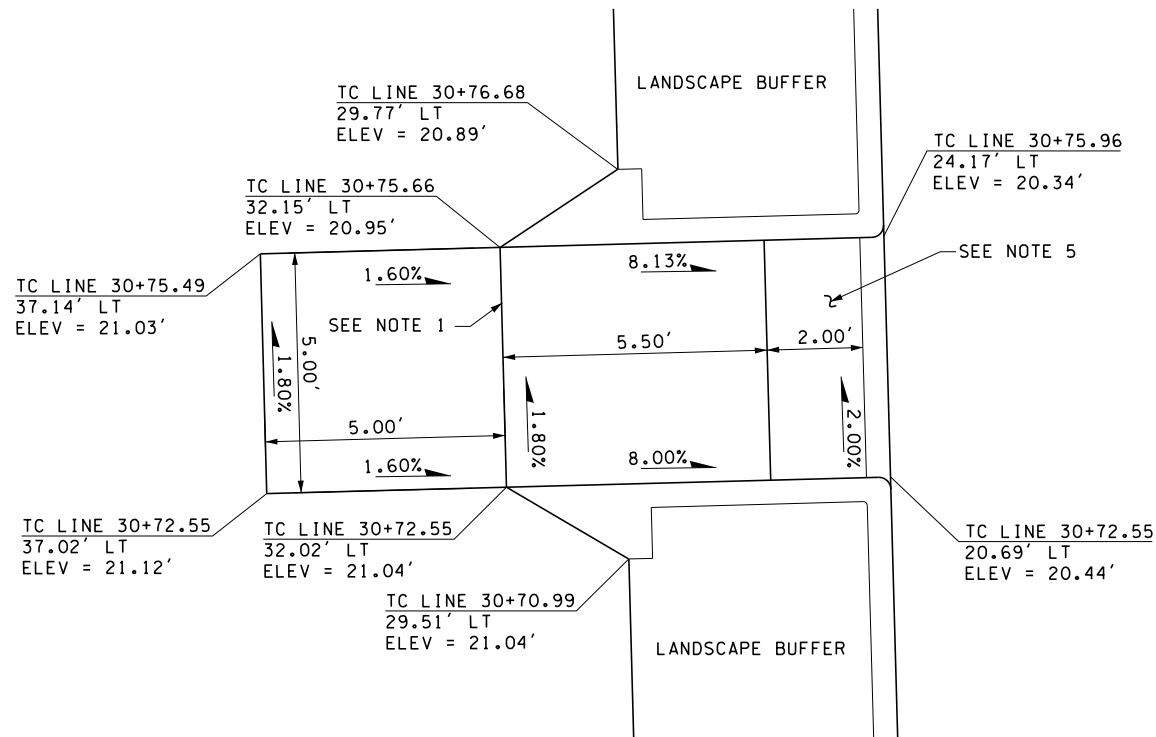 LANDSCAPE BUFFER
TC LINE 30+76.68
29.77' LT
ELEV = 20.89'
TC LINE 30+75.96
24.17' LT
ELEV = 20.34'
TC LINE 30+75.66
32.15' LT
ELEV = 20.95'
SEE NOTE 5
TC LINE 30+75.49
37.14' LT
ELEV = 21.03'
1.60%
8.13%
SEE NOTE 1
5.00'
1.80%
5.50'
2.00'
5.00'
1.80%
2.00%
1.60%
8.00%
TC LINE 30+72.55
37.02' LT
ELEV = 21.12'
TC LINE 30+72.55
32.02' LT
ELEV = 21.04'
TC LINE 30+72.55
20.69' LT
ELEV = 20.44'
TC LINE 30+70.99
29.51' LT
ELEV = 21.04'
LANDSCAPE BUFFER